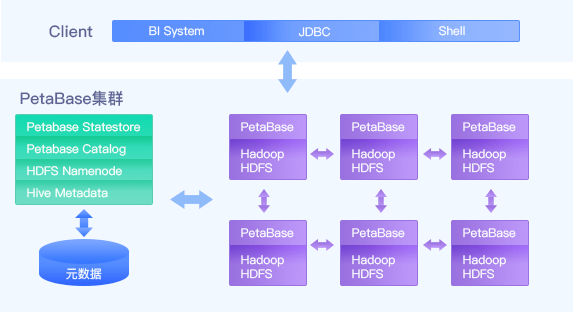 Client
BI System
JDBC
Shell
PetaBase集群
Petabase Statestore
Petabase Catalog
HDFS Namenode
Hive Metadata
元数据
PetaBase
Hadoop
HDFS
PetaBase
Hadoop
HDFS
PetaBase
Hadoop
HDFS
PetaBase
Hadoop
HDFS
PetaBase
Hadoop
HDFS
PetaBase
Hadoop
HDFS